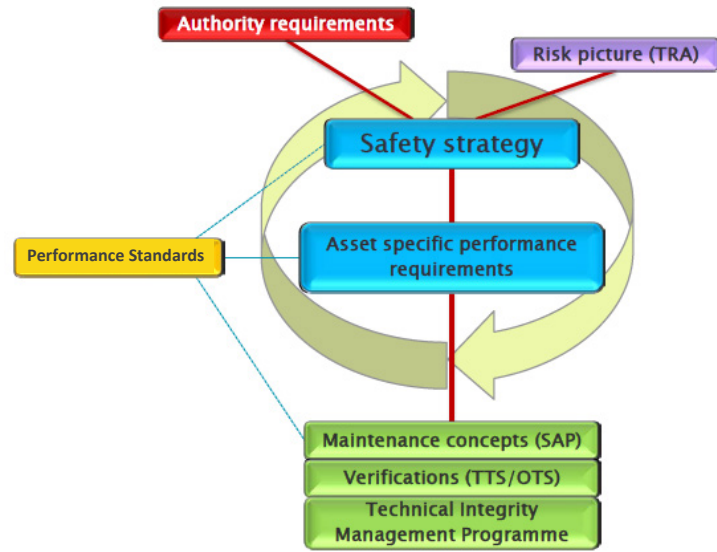 Authority requirements
Risk picture (TRA)
Safety strategy
Performance Standards
Asset specific performance
requirements
Maintenance concepts (SAP)
Verifications (TTS/OTS)
Technical Integrity
Management Programme